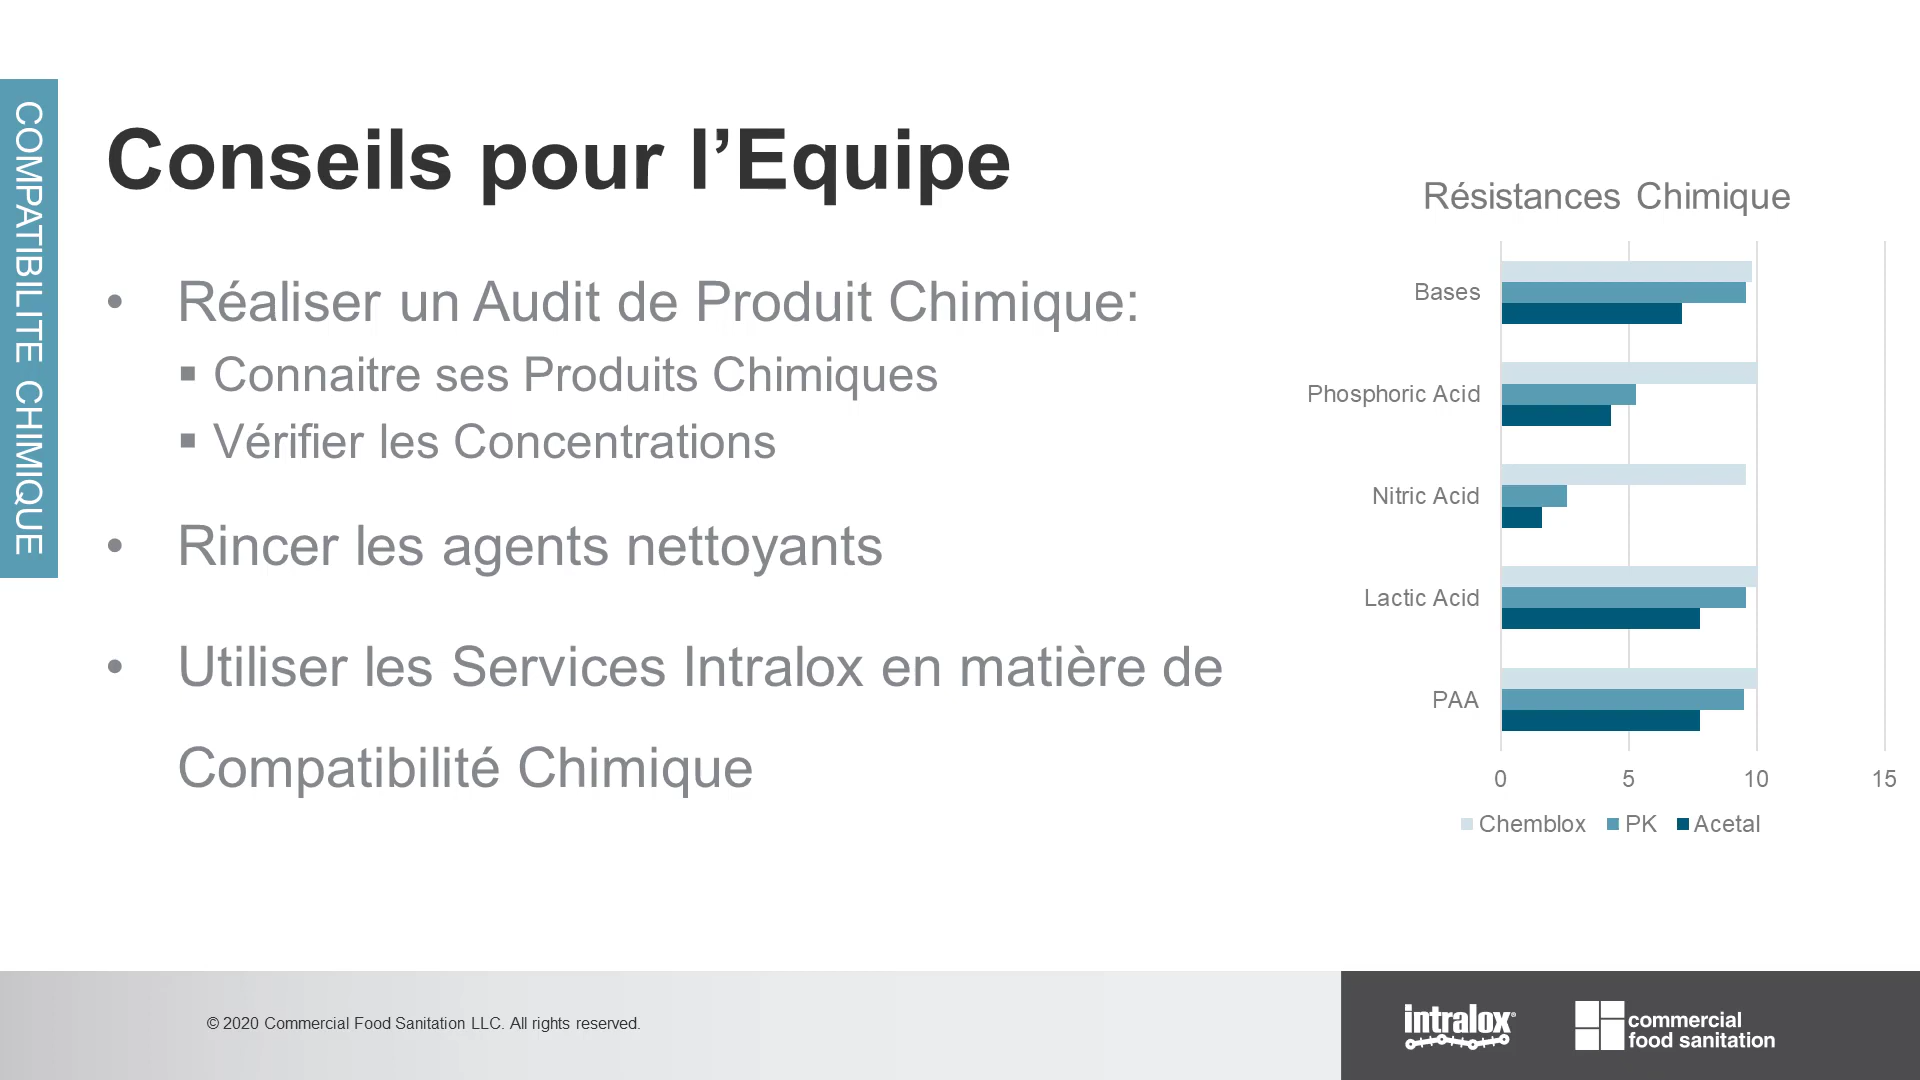 COMPATIBILITE CHIMIQUE
Conseils pour l’Equipe
• Réaliser un Audit de Produit Chimique:
▪ Connaitre ses Produits Chimiques
▪ Vérifier les Concentrations
• Rincer les agents nettoyants
• Utiliser les Services Intralox en matière de
Compatibilité Chimique
Résistances Chimique
Bases
Phosphoric Acid
Nitric Acid
Lactic Acid
PAA
0 5 10 15
Chemblox PK Acetal
© 2020 Commercial Food Sanitation LLC. All rights reserved.
intralox®
commercial
food sanitation